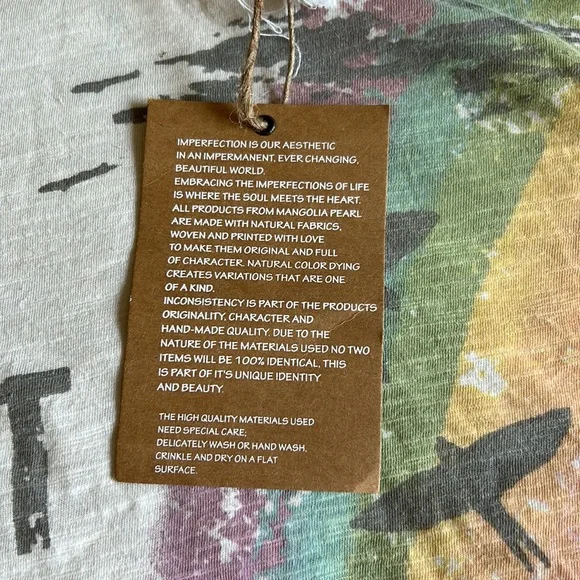 IMPERFECTION IS OUR AESTHETIC
IN AN IMPERMANENT, EVER CHANGING,
BEAUTIFUL WORLD.
EMBRACING THE IMPERFECTIONS OF LIFE
IS WHERE THE SOUL MEETS THE HEART.
ALL PRODUCTS FROM MANGOLIA PEARL
ARE MADE WITH NATURAL FABRICS,
WOVEN AND PRINTED WITH LOVE
TO MAKE THEM ORIGINAL AND FULL
OF CHARACTER. NATURAL COLOR DYING
CREATES VARIATIONS THAT ARE ONE
OF A KIND.
INCONSISTENCY IS PART OF THE PRODUCTS
ORIGINALITY, CHARACTER AND
HAND-MADE QUALITY. DUE TO THE
NATURE OF THE MATERIALS USED NO TWO
ITEMS WILL BE 100% IDENTICAL, THIS
IS PART OF IT'S UNIQUE IDENTITY
AND BEAUTY.
THE HIGH QUALITY MATERIALS USED
NEED SPECIAL CARE;
DELICATELY WASH OR HAND WASH,
CRINKLE AND DRY ON A FLAT
SURFACE.
T